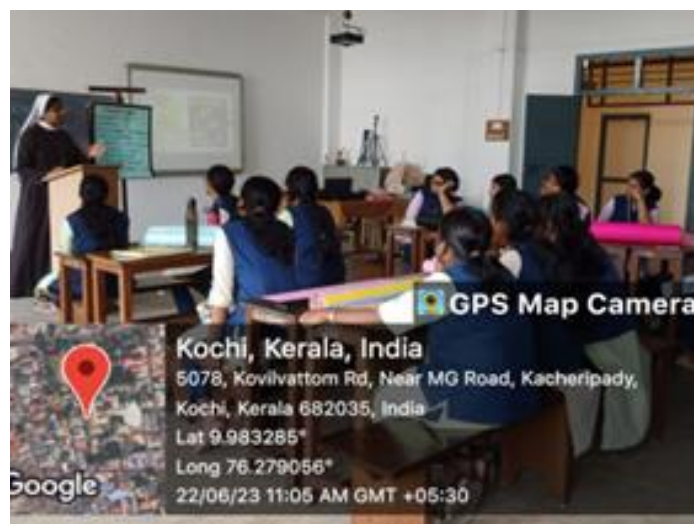 GPS Map Camera
Kochi, Kerala, India
5078, Kovilvattom Rd, Near MG Road, Kacheripady,
Kochi, Kerala 682035, India
Lat 9.983285°
Long 76.279056°
22/06/23 11:05 AM GMT +05:30
Google